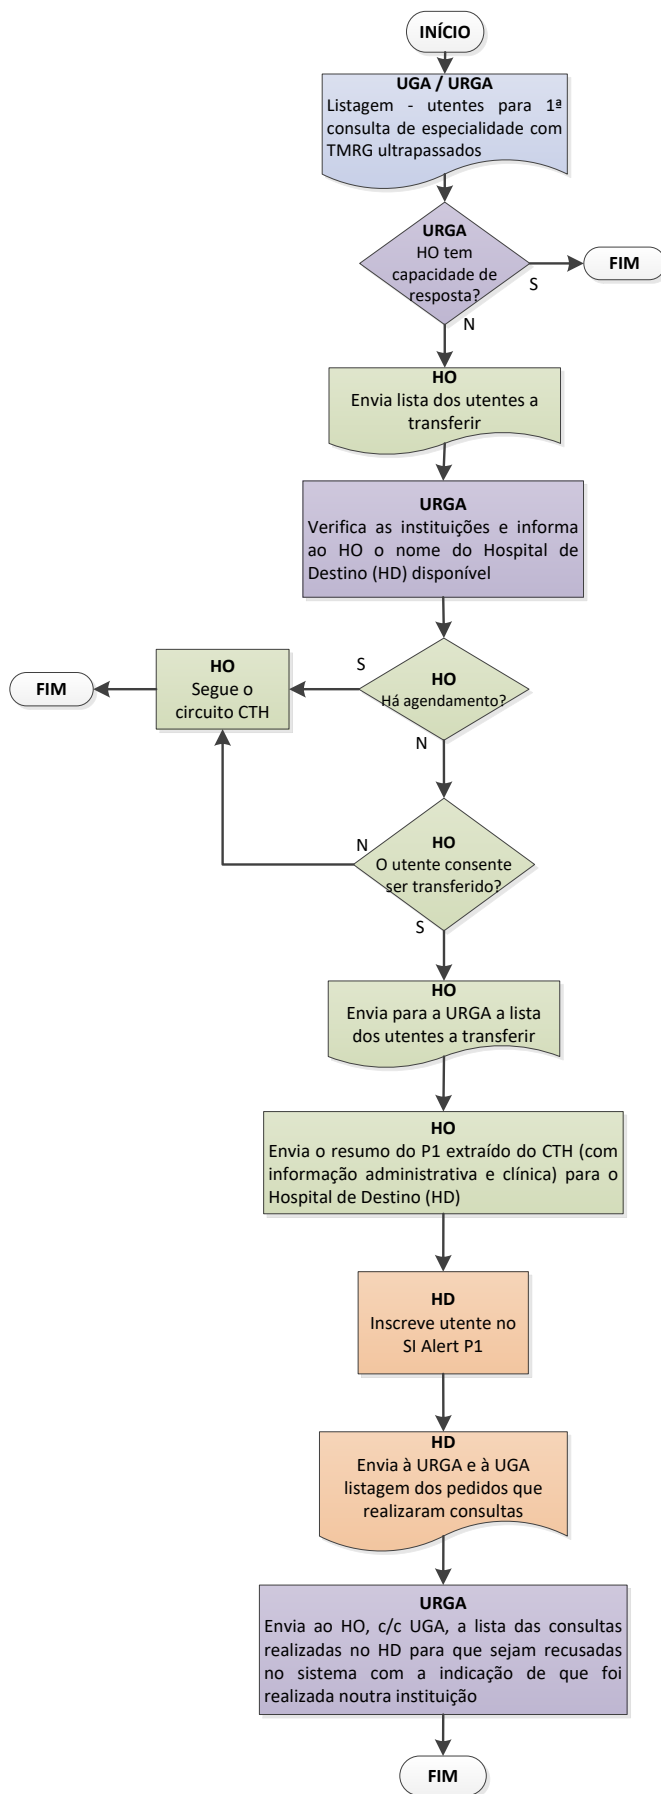 INÍCIO
UGA / URGA
Listagem - utentes para 1ª
consulta de especialidade com
TMRG ultrapassados
URGA
HO tem
capacidade de
resposta?
S
FIM
N
HO
Envia lista dos utentes a
transferir
URGA
Verifica as instituições e informa
ao HO o nome do Hospital de
Destino (HD) disponível
HO
Há agendamento?
S
HO
Segue o
circuito CTH
FIM
N
HO
O utente consente
ser transferido?
N
S
HO
Envia para a URGA a lista
dos utentes a transferir
HO
Envia o resumo do P1 extraído do CTH (com
informação administrativa e clínica) para o
Hospital de Destino (HD)
HD
Inscreve utente no
SI Alert P1
HD
Envia à URGA e à UGA
listagem dos pedidos que
realizaram consultas
URGA
Envia ao HO, c/c UGA, a lista das consultas
realizadas no HD para que sejam recusadas
no sistema com a indicação de que foi
realizada noutra instituição
FIM